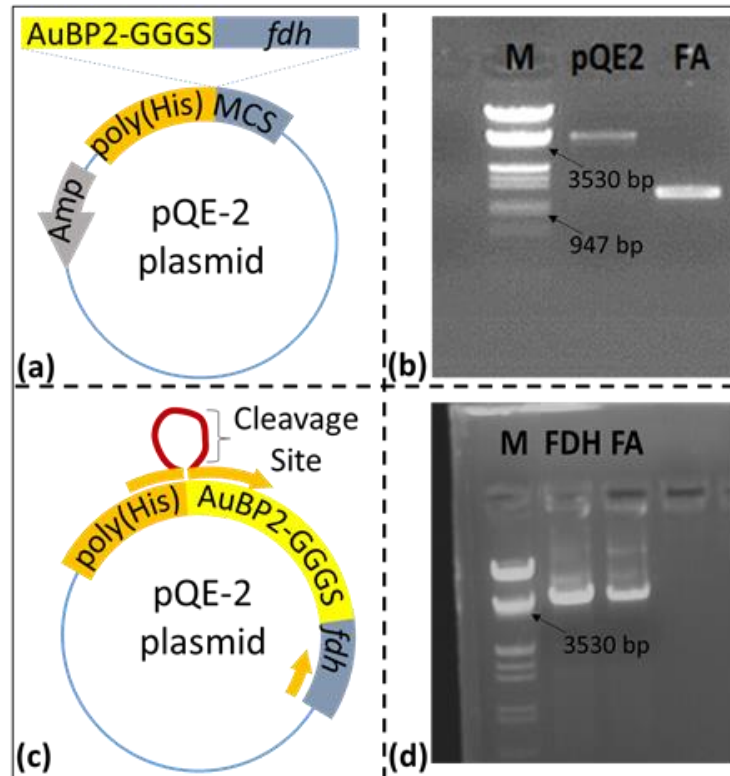 AuBP2-GGGS fdh
poly(His) MCS
Amp
pQE-2
plasmid
(a)
M pQE2 FA
3530 bp
947 bp
(b)
Cleavage
Site
poly(His) AuBP2-GGGS
fdh
pQE-2
plasmid
(c)
M FDH FA
3530 bp
(d)